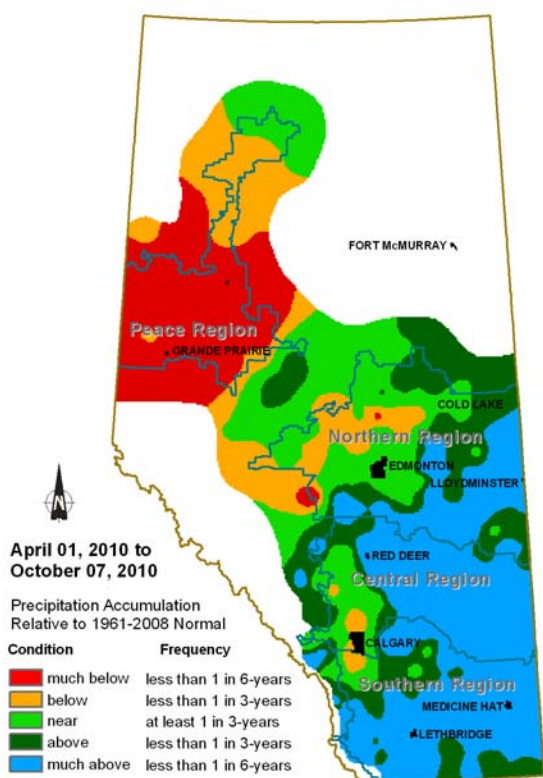 FORT McMURRAY
Peace Region
GRANDE PRAIRIE
COLD LAKE
Northern Region
EDMONTON
LLOYDMINSTER
N
April 01, 2010 to
October 07, 2010
RED DEER
Central Region
Precipitation Accumulation
Relative to 1961-2008 Normal
CALGARY
Condition Frequency
much below less than 1 in 6-years
below less than 1 in 3-years
near at least 1 in 3-years
above less than 1 in 3-years
much above less than 1 in 6-years
Southern Region
MEDICINE HAT
LETHBRIDGE